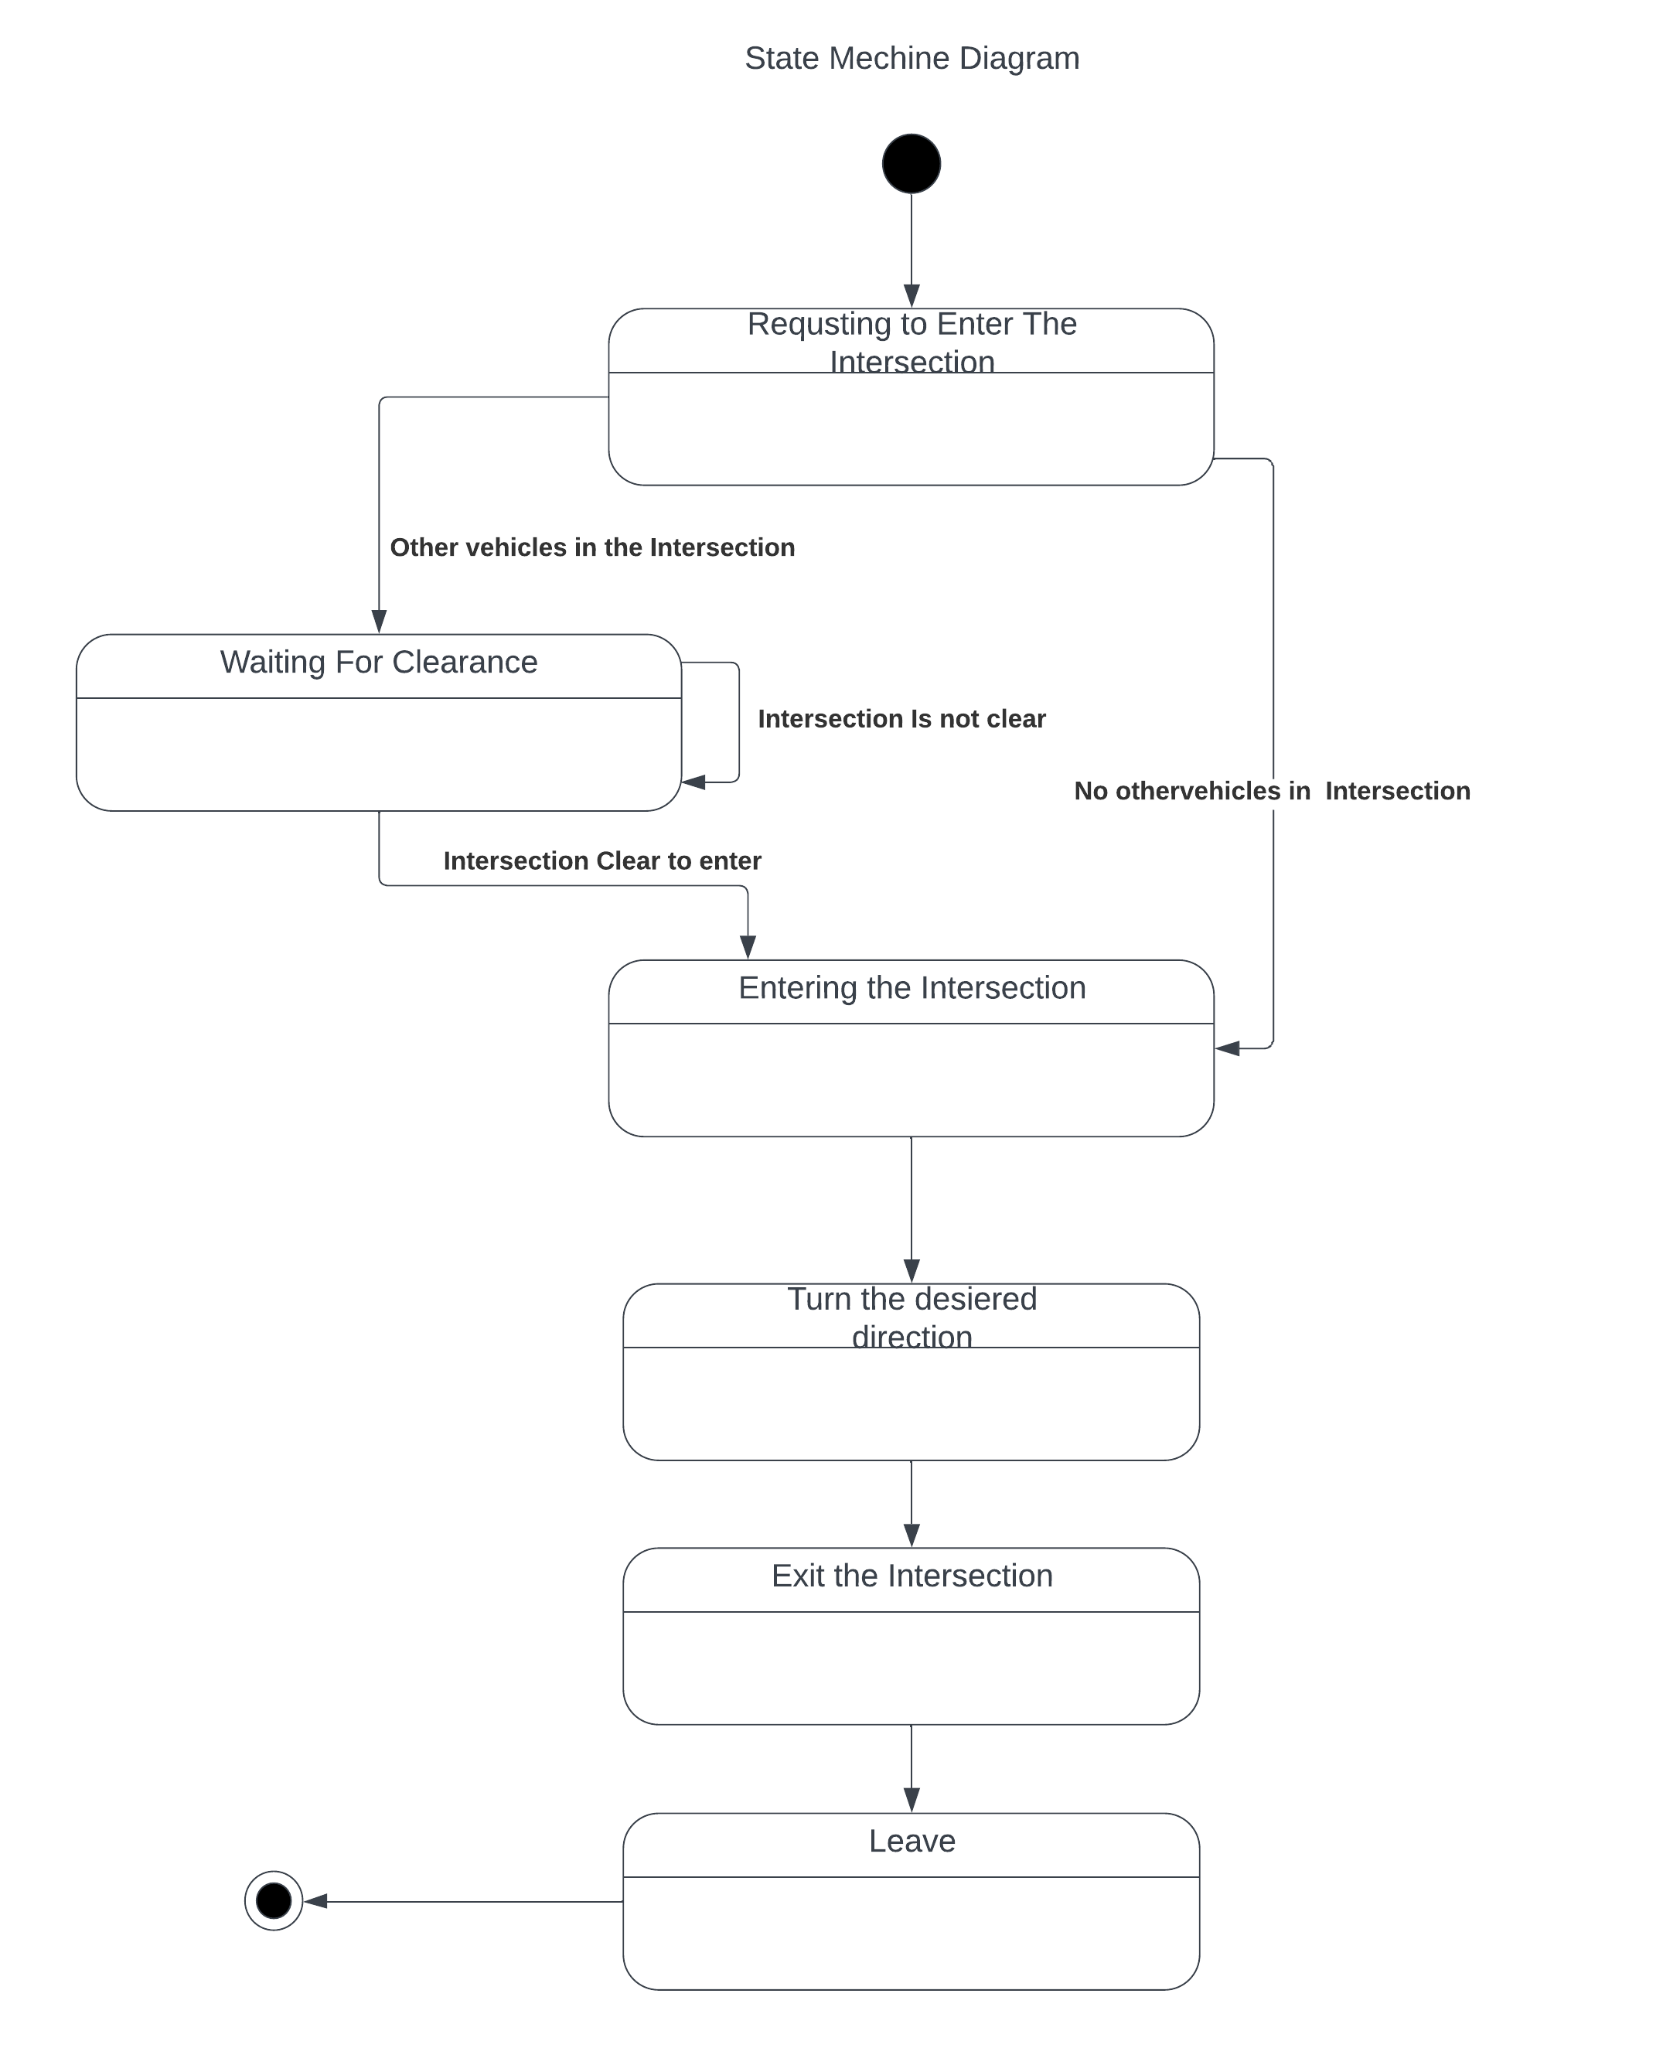 State Mechine Diagram
Requsting to Enter The
Intersection
Other vehicles in the Intersection
Waiting For Clearance
Intersection Is not clear
No othervehicles in  Intersection
Intersection Clear to enter
Entering the Intersection
Turn the desiered
direction
Exit the Intersection
Leave